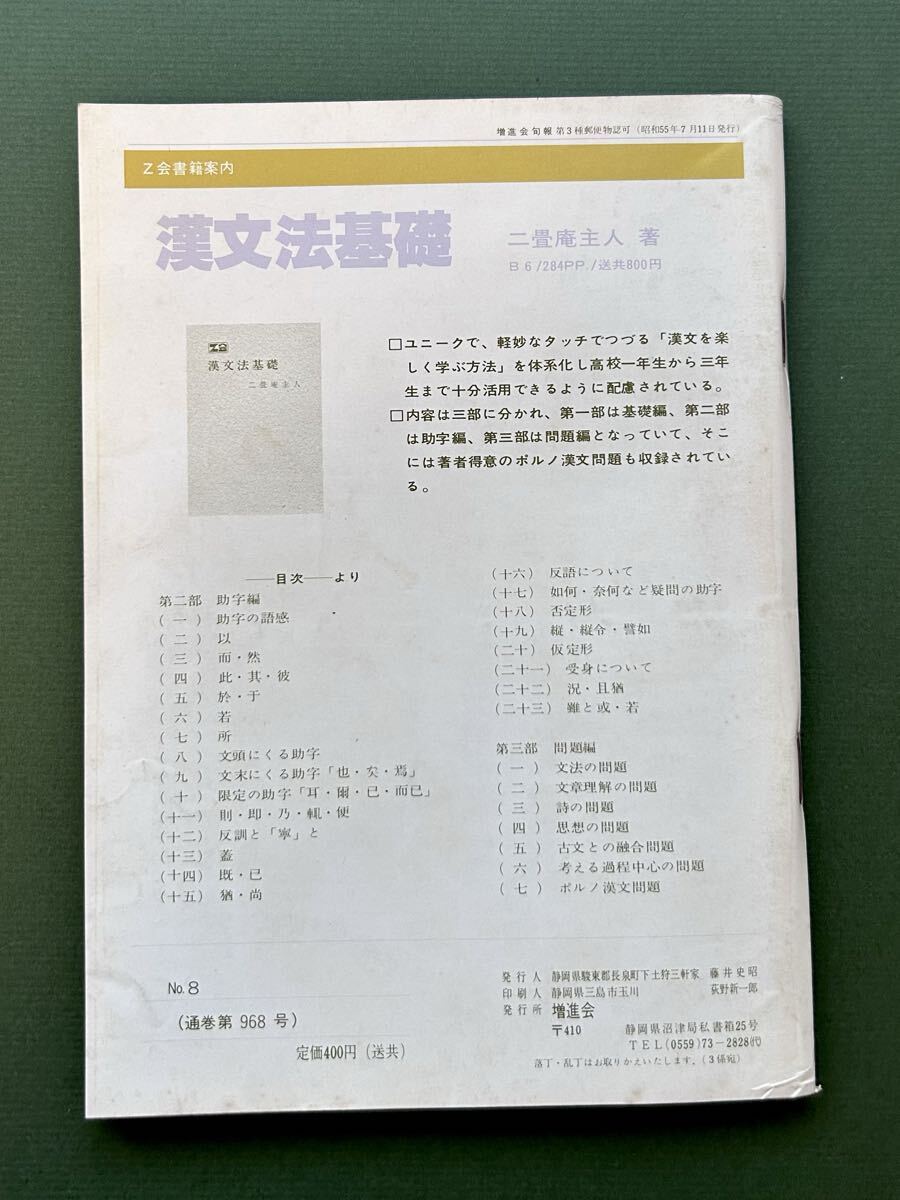 増進会旬報 第3種郵便物認可 (昭和55年7月11日発行)
Z会書籍案内
漢文法基礎
二畳庵主人 著
B6/284PP./送共800円
Z会
漢文法基礎
二畳庵主人
□ユニークで、軽妙なタッチでつづる「漢文を楽
しく学ぶ方法」を体系化し高校一年生から三年
生まで十分活用できるように配慮されている。
□内容は三部に分かれ、第一部は基礎編、第二部
は助字編、第三部は問題編となっていて、そこ
には著者得意のポルノ漢文問題も収録されてい
る。
——目次——より
第二部 助字編
(一) 助字の語感
(二) 以
(三) 而・然
(四) 此・其・彼
(五) 於・于
(六) 若
(七) 所
(八) 文頭にくる助字
(九) 文末にくる助字「也・矣・焉」
(十) 限定の助字「耳・爾・已・而已」
(十一) 則・即・乃・輒・便
(十二) 反訓と「寧」と
(十三) 蓋
(十四) 既・已
(十五) 猶・尚
(十六) 反語について
(十七) 如何・奈何など疑問の助字
(十八) 否定形
(十九) 縦・縦令・譬如
(二十) 仮定形
(二十一) 受身について
(二十二) 況・且猶
(二十三) 雖と或・若
第三部 問題編
(一) 文法の問題
(二) 文章理解の問題
(三) 詩の問題
(四) 思想の問題
(五) 古文との融合問題
(六) 考える過程中心の問題
(七) ポルノ漢文問題
No.8
(通巻第 968 号)
定価400円(送共)
発行人 静岡県駿東郡長泉町下土狩三軒家 藤井史昭
印刷人 静岡県三島市玉川 荻野新一郎
発行所 増進会
〒410 静岡県沼津局私書箱25号
TEL(0559)73-2828代
落丁・乱丁はお取りかえいたします。(3係宛)